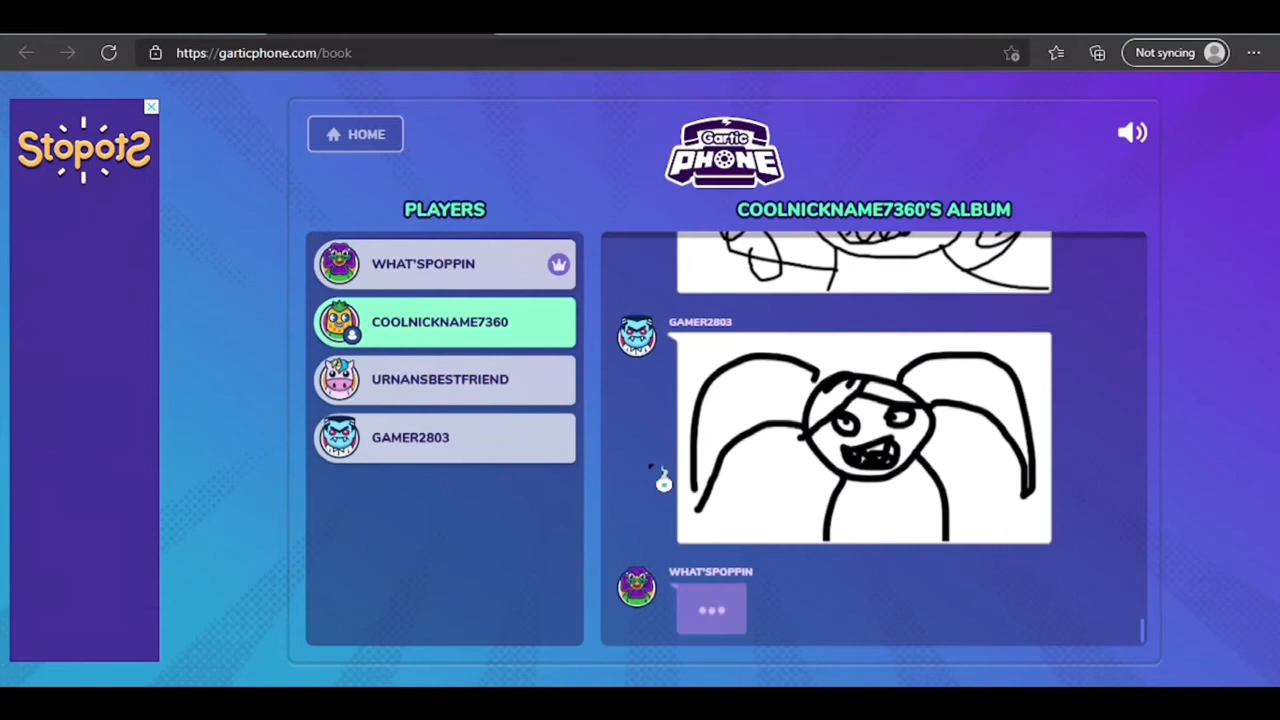 https://garticphone.com/book
Not syncing
StopotS
HOME
Gartic
PHONE
PLAYERS
COOLNICKNAME7360'S ALBUM
WHAT'SPOPPIN
COOLNICKNAME7360
URNANSBESTFRIEND
GAMER2803
GAMER2803
WHAT'SPOPPIN